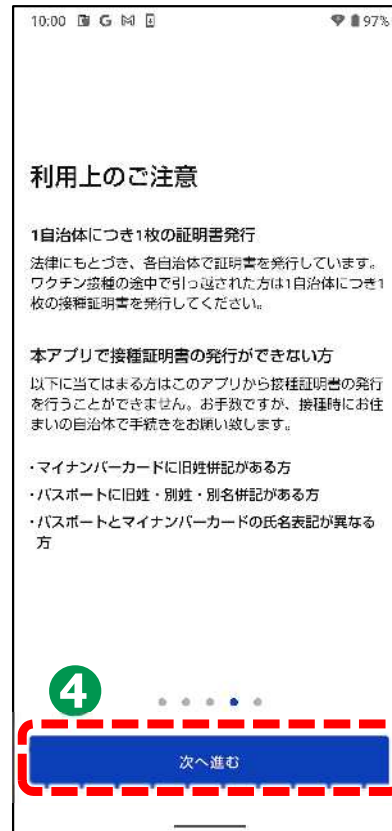 10:00 G 97%
利用上のご注意
1自治体につき1枚の証明書発行
法律にもとづき、各自治体で証明書を発行しています。
ワクチン接種の途中で引っ越された方は1自治体につき1
枚の接種証明書を発行してください。
本アプリで接種証明書の発行ができない方
以下に当てはまる方はこのアプリから接種証明書の発行
を行うことができません。お手数ですが、接種時にお住
まいの自治体で手続きをお願い致します。
・マイナンバーカードに旧姓併記がある方
・パスポートに旧姓・別姓・別名併記がある方
・パスポートとマイナンバーカードの氏名表記が異なる
方
4
次へ進む